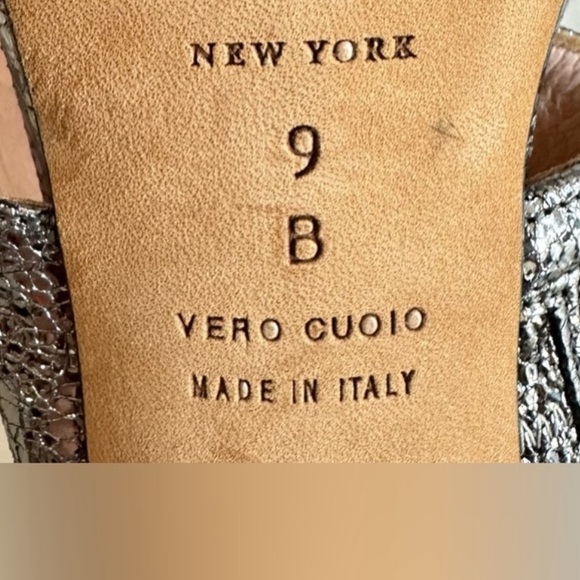 NEW YORK
9
B
VERO CUOIO
MADE IN ITALY